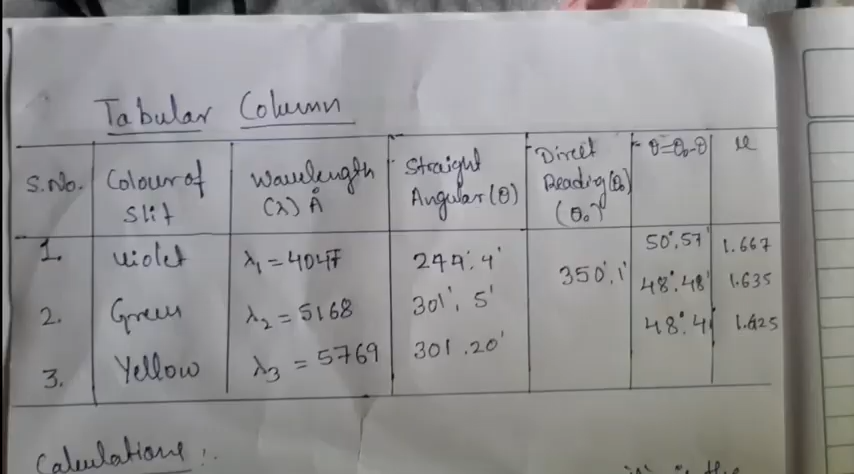 Tabular Column
S.No. Colour of Slit Wavelength (λ) Å Straight Angular (θ) Direct Reading (θ₀) (θ₀) θ=θ₀-θ μ
1. Violet λ₁ = 4047 244°.4' 350°.1' 50°.57' 1.667
2. Green λ₂ = 5168 301', 5' 48°.48' 1.635
3. Yellow λ₃ = 5769 301.20' 48°.4' 1.625
Calculations :.